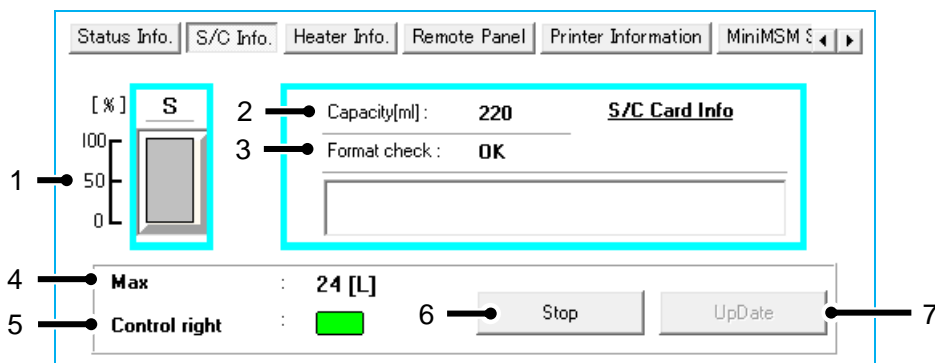 Status Info. S/C Info. Heater Info. Remote Panel Printer Information MiniMSM
[%] S
100
50
0
1
2 Capacity[ml] : 220 S/C Card Info
3 Format check : OK
4 Max : 24 [L]
5 Control right :
6 Stop UpDate 7